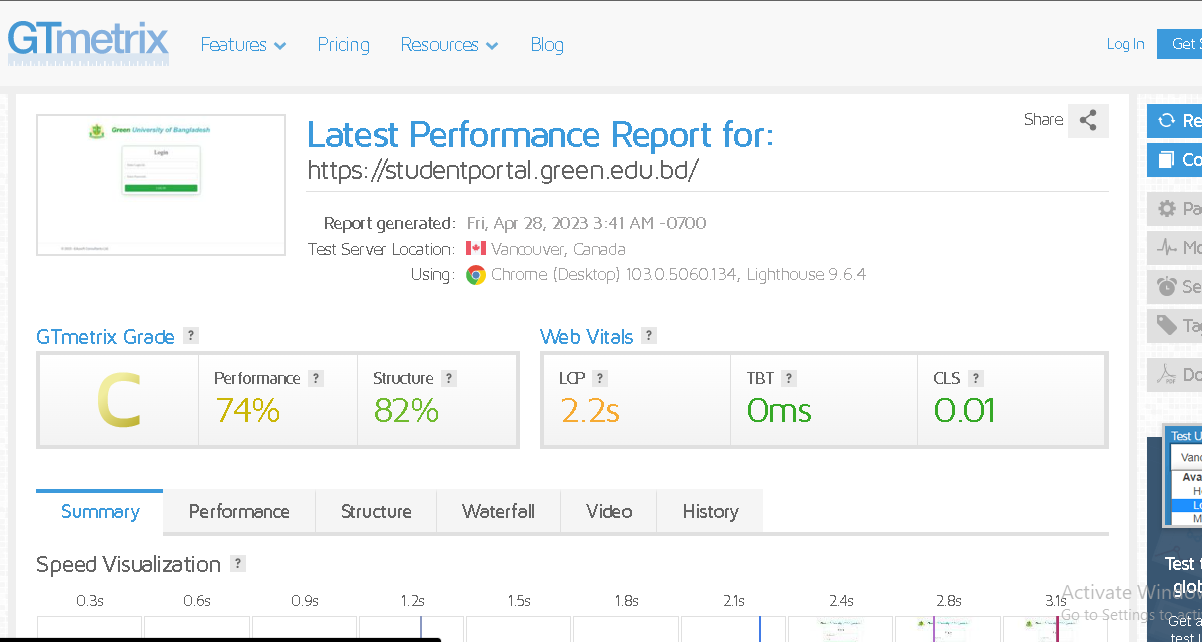 GTmetrix
Features Pricing Resources Blog
Log In
Get
Green University of Bangladesh
Login
Latest Performance Report for:
https://studentportal.green.edu.bd/
Share
Report generated: Fri, Apr 28, 2023 3:41 AM -0700
Test Server Location: Vancouver, Canada
Using: Chrome (Desktop) 103.0.5060.134, Lighthouse 9.6.4
Re
Co
Pa
Mo
Se
Ta
Do
GTmetrix Grade ?
C
Performance ?
74%
Structure ?
82%
Web Vitals ?
LCP ?
2.2s
TBT ?
0ms
CLS ?
0.01
Test U
Vanc
Ava
Summary Performance Structure Waterfall Video History
Speed Visualization ?
0.3s 0.6s 0.9s 1.2s 1.5s 1.8s 2.1s 2.4s 2.8s 3.1s
Test
glob
Get a
test
Activate Windows
Go to Settings to acti